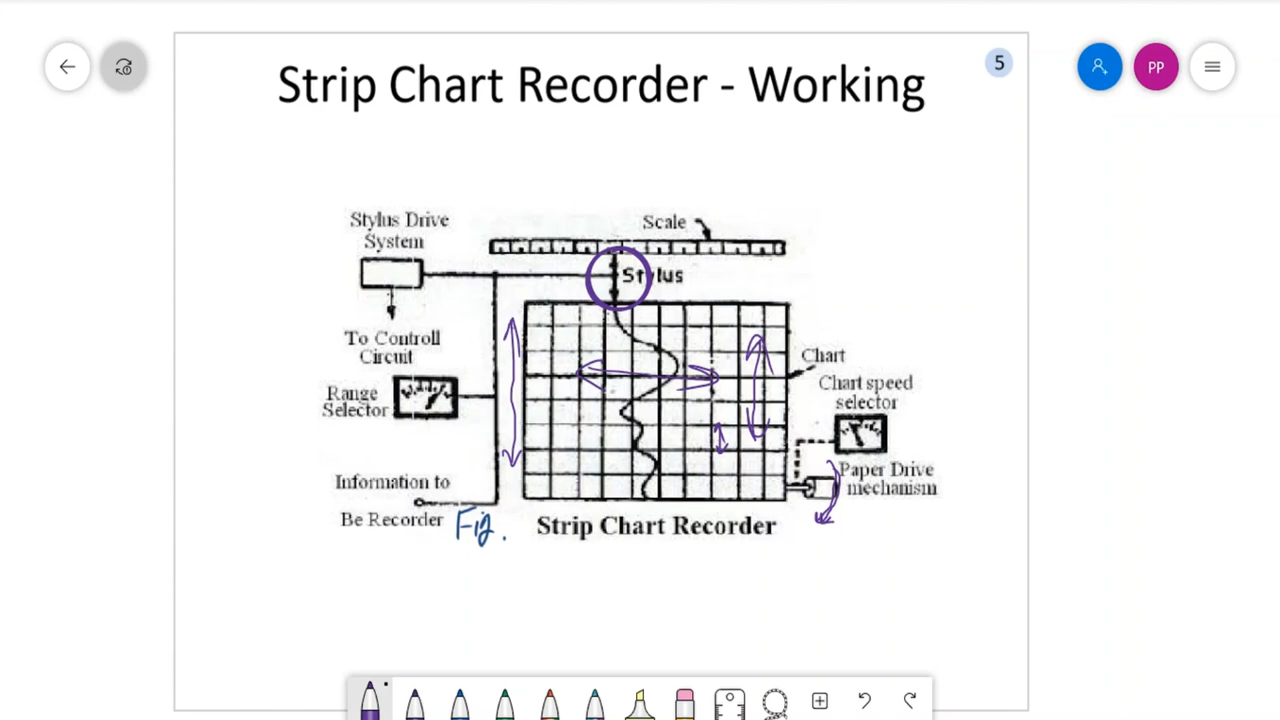 5
PP
Strip Chart Recorder - Working
Stylus Drive
System
Scale
Stylus
To Controll
Circuit
Chart
Chart speed
selector
Range
Selector
Paper Drive
mechanism
Information to
Be Recorder
Fig.
Strip Chart Recorder